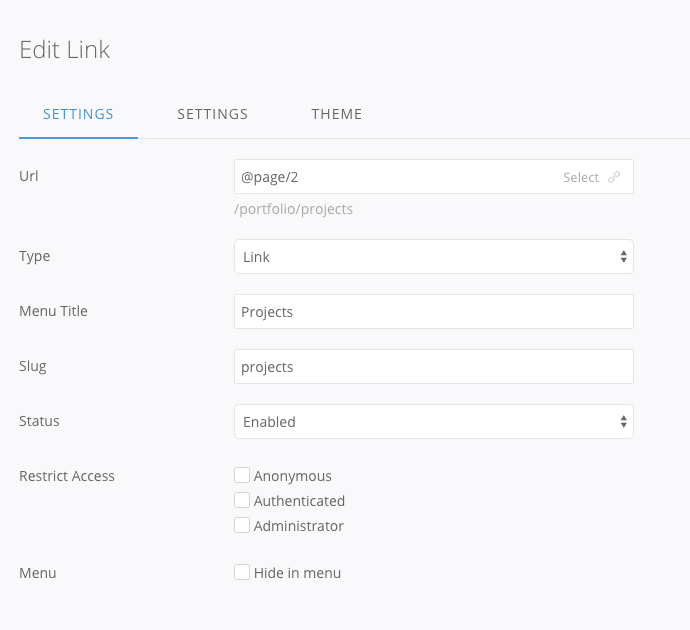 Edit Link
SETTINGS SETTINGS THEME
Url @page/2 Select
/portfolio/projects
Type Link
Menu Title Projects
Slug projects
Status Enabled
Restrict Access Anonymous
Authenticated
Administrator
Menu Hide in menu